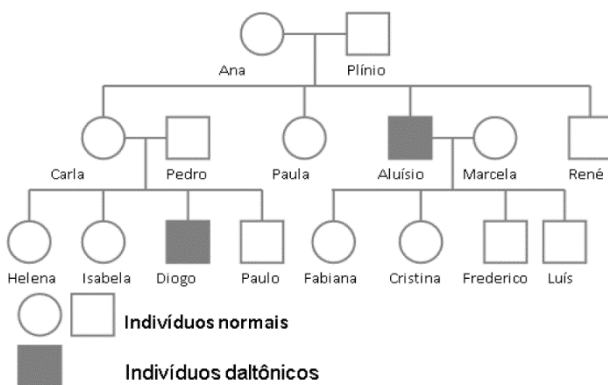 Ana Plínio
Carla Pedro Paula Aluísio Marcela René
Helena Isabela Diogo Paulo Fabiana Cristina Frederico Luís
Indivíduos normais
Indivíduos daltônicos